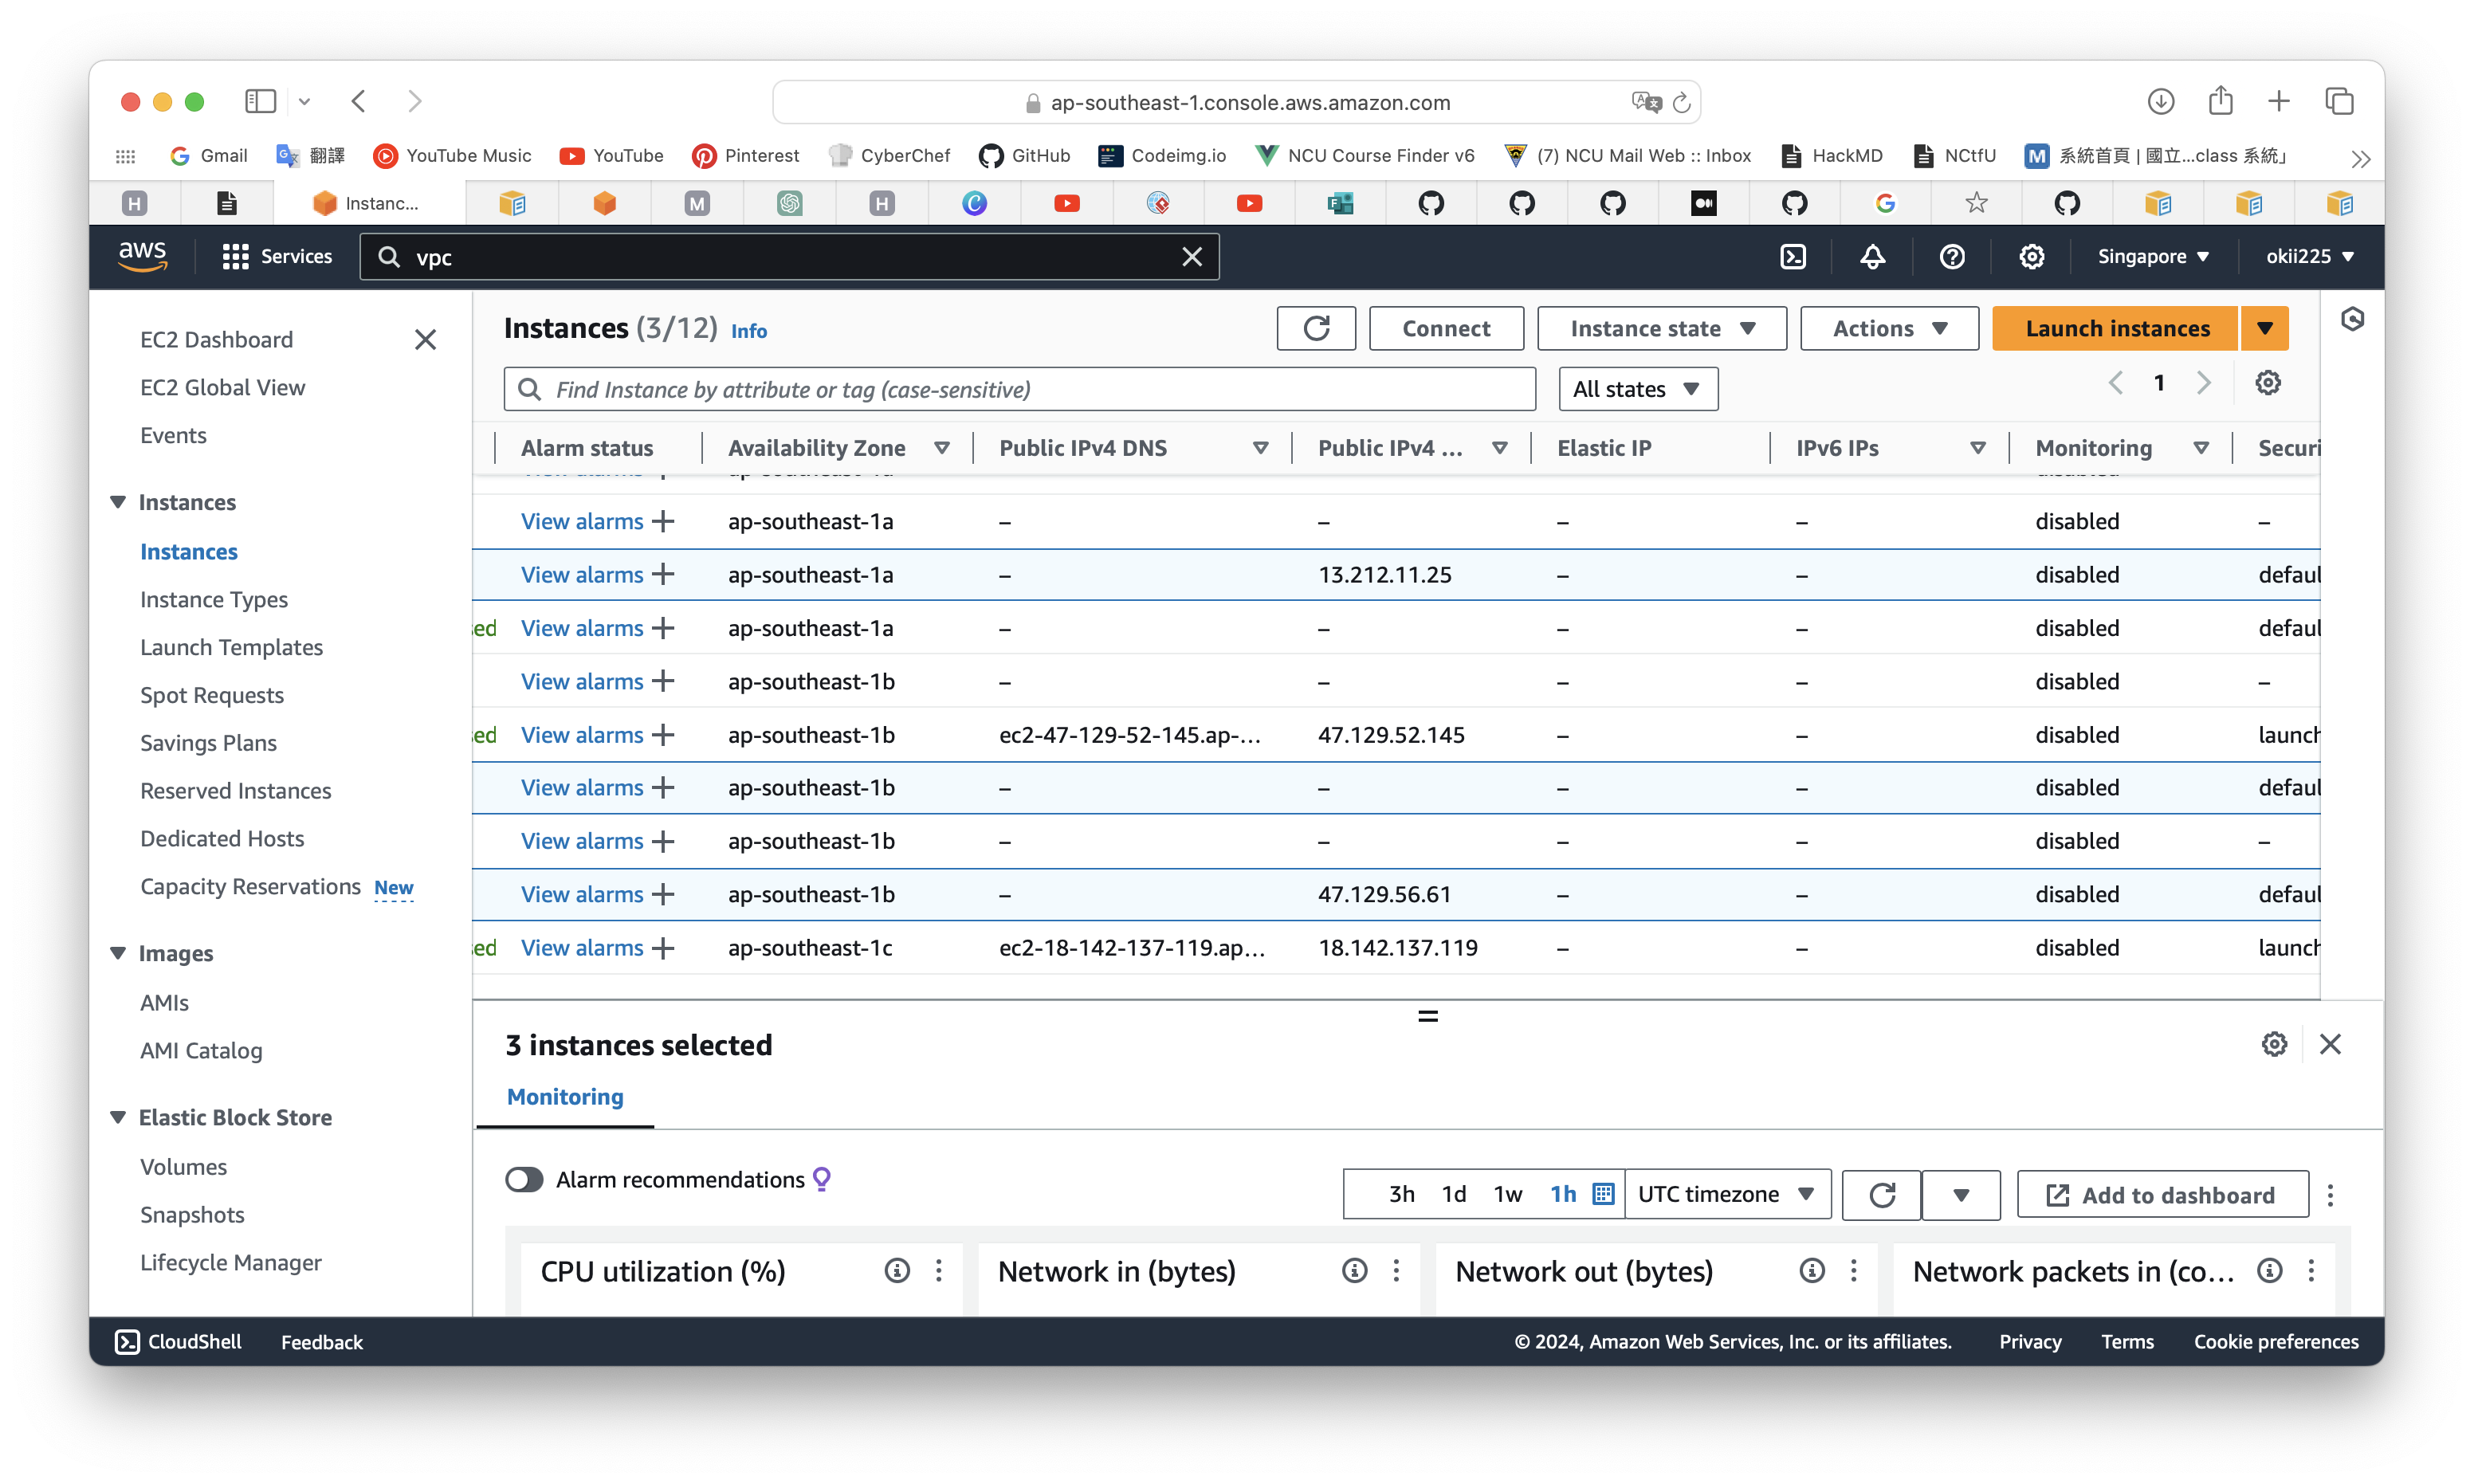 ap-southeast-1.console.aws.amazon.com
Gmail 翻譯 YouTube Music YouTube Pinterest CyberChef GitHub Codeimg.io NCU Course Finder v6 (7) NCU Mail Web :: Inbox HackMD NCtfU 系統首頁 | 國立...class 系統」
Instanc...
aws Services vpc Singapore okii225
EC2 Dashboard
EC2 Global View
Events
Instances
Instances
Instance Types
Launch Templates
Spot Requests
Savings Plans
Reserved Instances
Dedicated Hosts
Capacity Reservations New
Images
AMIs
AMI Catalog
Elastic Block Store
Volumes
Snapshots
Lifecycle Manager
Instances (3/12) Info Connect Instance state Actions Launch instances
Find Instance by attribute or tag (case-sensitive) All states 1
Alarm status Availability Zone Public IPv4 DNS Public IPv4 ... Elastic IP IPv6 IPs Monitoring Securi
View alarms + ap-southeast-1a – – – – disabled –
View alarms + ap-southeast-1a – 13.212.11.25 – – disabled defaul
sed View alarms + ap-southeast-1a – – – – disabled defaul
View alarms + ap-southeast-1b – – – – disabled –
ed View alarms + ap-southeast-1b ec2-47-129-52-145.ap-... 47.129.52.145 – – disabled launch
View alarms + ap-southeast-1b – – – – disabled defaul
View alarms + ap-southeast-1b – – – – disabled –
View alarms + ap-southeast-1b – 47.129.56.61 – – disabled defaul
sed View alarms + ap-southeast-1c ec2-18-142-137-119.ap... 18.142.137.119 – – disabled launch
3 instances selected
Monitoring
Alarm recommendations 3h 1d 1w 1h UTC timezone Add to dashboard
CPU utilization (%) Network in (bytes) Network out (bytes) Network packets in (co...
CloudShell Feedback © 2024, Amazon Web Services, Inc. or its affiliates. Privacy Terms Cookie preferences